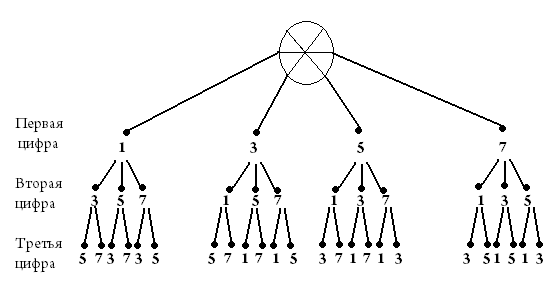 Первая
цифра
1 3 5 7
Вторая
цифра
3 5 7 1 5 7 1 3 7 1 3 5
Третья
цифра
5 7 3 7 3 5 5 7 1 7 1 5 3 7 1 7 1 3 3 5 1 5 1 3